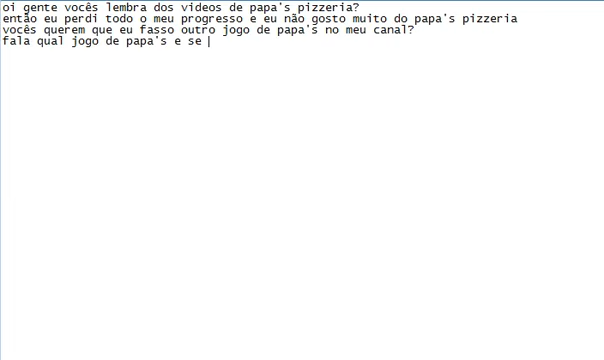 oi gente vocês lembra dos videos de papa's pizzeria?
então eu perdi todo o meu progresso e eu não gosto muito do papa's pizzeria
vocês querem que eu fasso outro jogo de papa's no meu canal?
fala qual jogo de papa's e se